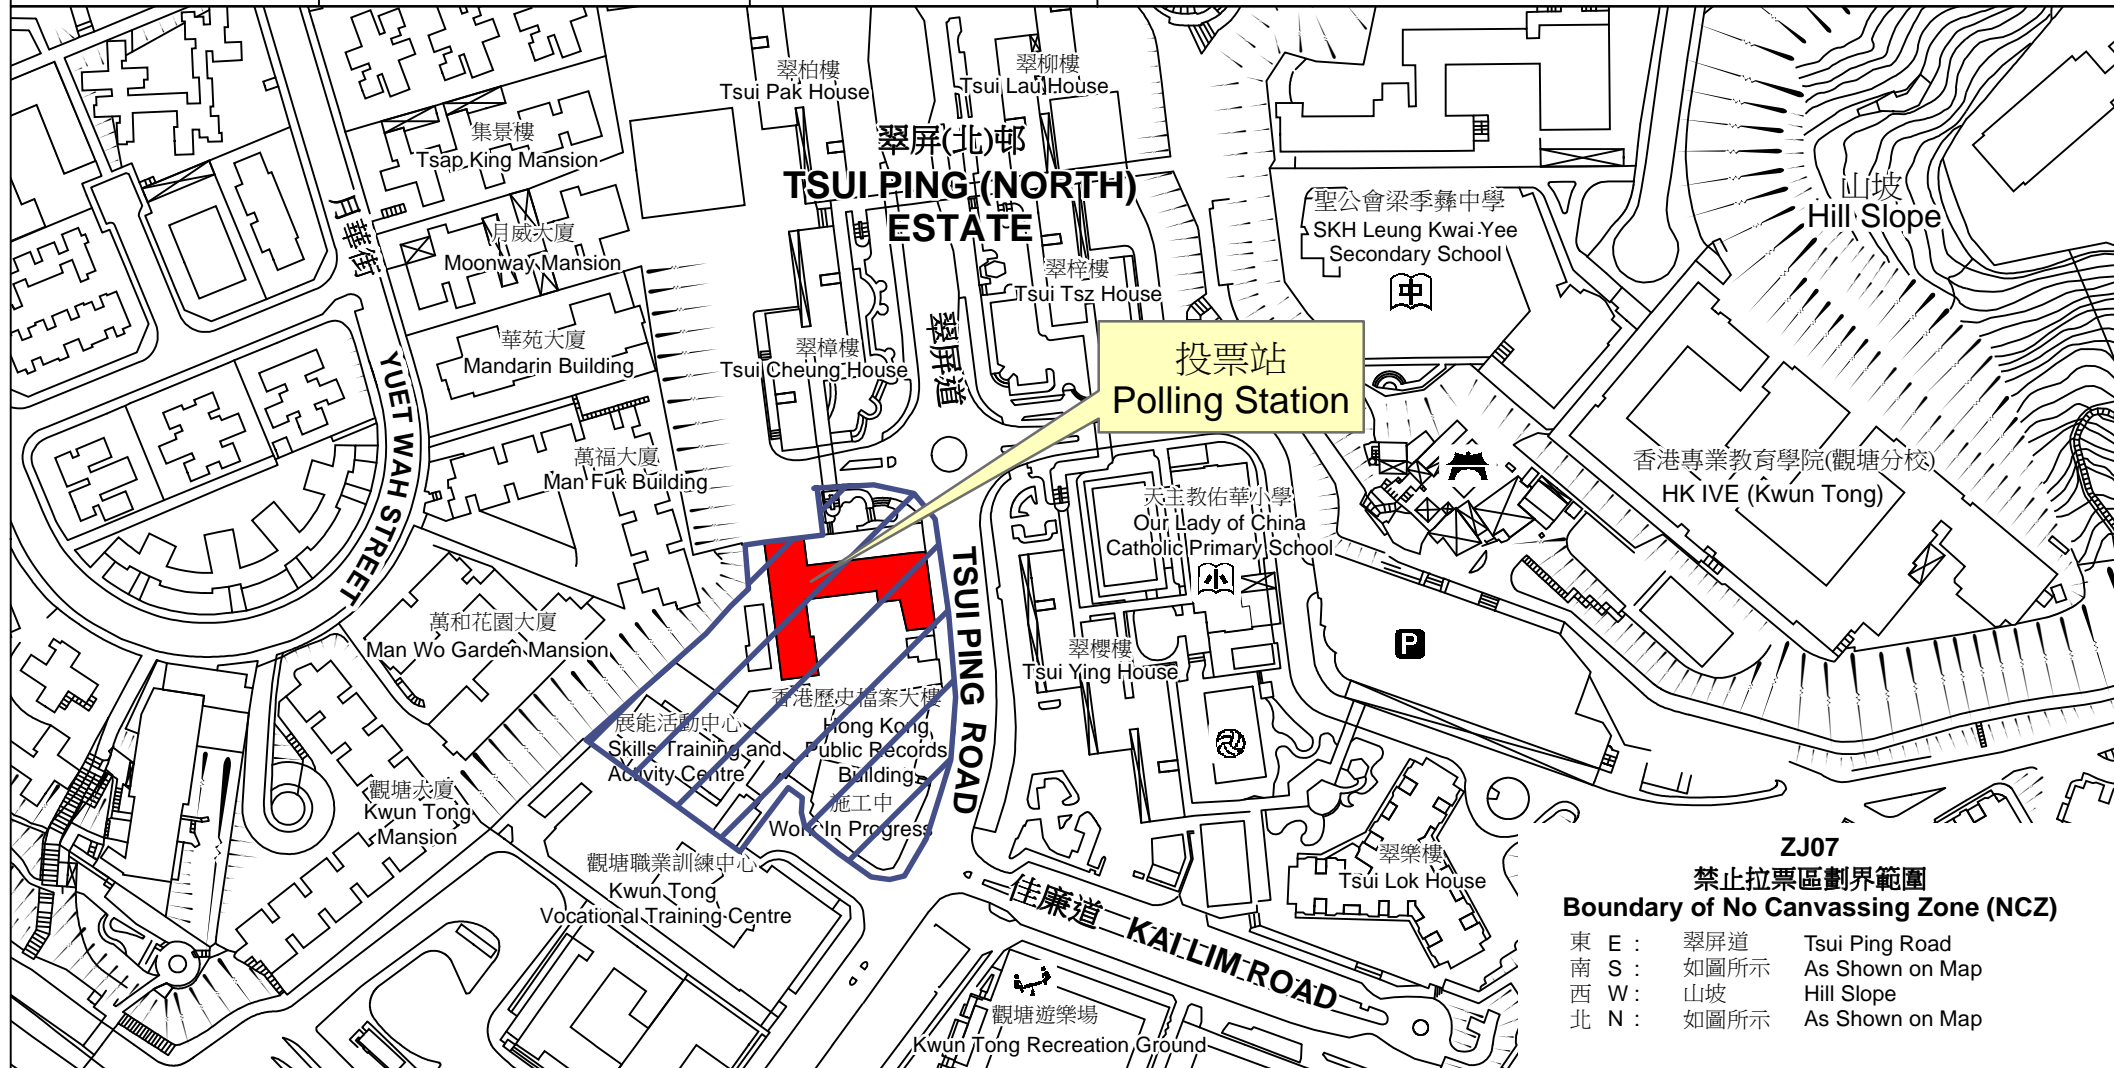 翠柏樓
Tsui Pak House
翠柳樓
Tsui Lau House
集景樓
Tsap King Mansion
翠屏(北)邨
TSUI PING (NORTH)
ESTATE
月華街
月威大廈
Moonway Mansion
翠梓樓
Tsui Tsz House
聖公會梁季彝中學
SKH Leung Kwai Yee
Secondary School
中
山坡
Hill Slope
華苑大廈
Mandarin Building
翠樟樓
Tsui Cheung House
翠屏道
投票站
Polling Station
YUET WAH STREET
萬福大廈
Man Fuk Building
天主教佑華小學
Our Lady of China
Catholic Primary School
小
香港專業教育學院(觀塘分校)
HK IVE (Kwun Tong)
TSUI PING ROAD
萬和花園大廈
Man Wo Garden Mansion
翠櫻樓
Tsui Ying House
P
香港歷史檔案大樓
Hong Kong
Public Records
Building
展能活動中心
Skills Training and
Activity Centre
施工中
Work In Progress
觀塘大廈
Kwun Tong
Mansion
觀塘職業訓練中心
Kwun Tong
Vocational Training Centre
翠樂樓
Tsui Lok House
佳廉道 KAI LIM ROAD
觀塘遊樂場
Kwun Tong Recreation Ground
ZJ07
禁止拉票區劃界範圍
Boundary of No Canvassing Zone (NCZ)
東 E : 翠屏道 Tsui Ping Road
南 S : 如圖所示 As Shown on Map
西 W : 山坡 Hill Slope
北 N : 如圖所示 As Shown on Map